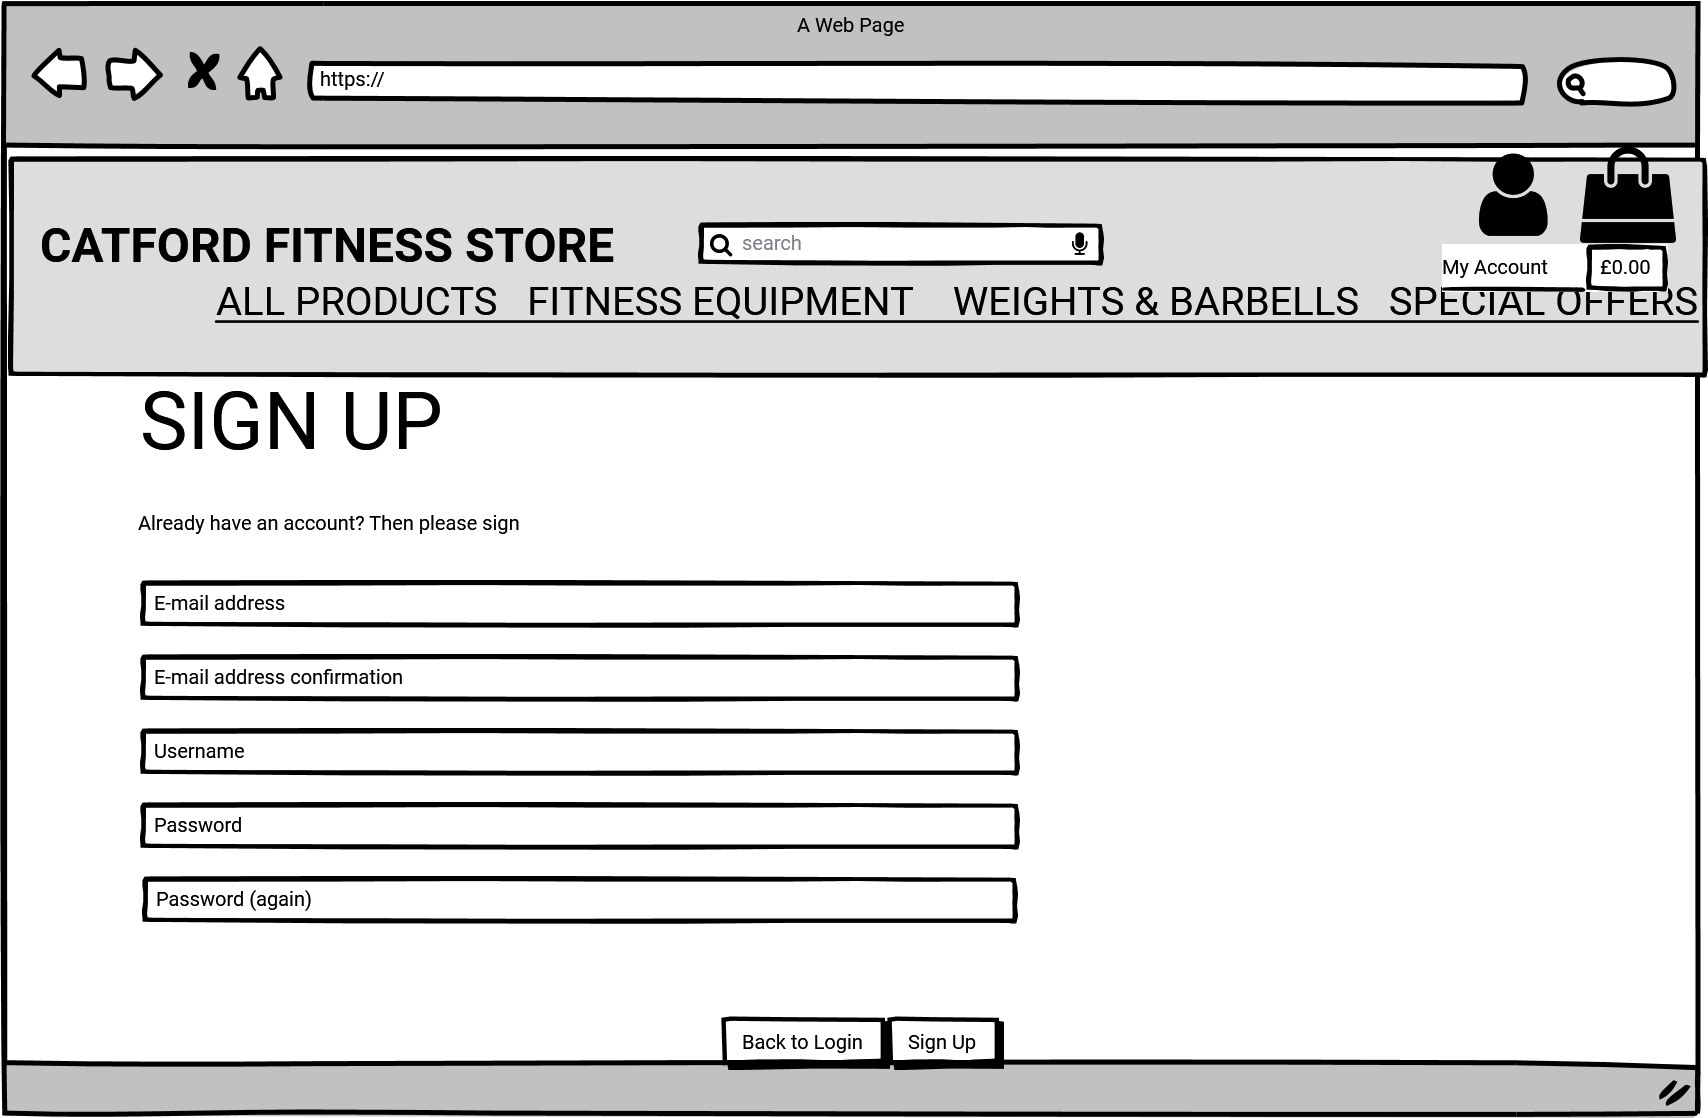 A Web Page
https://
CATFORD FITNESS STORE
search
My Account
£0.00
ALL PRODUCTS FITNESS EQUIPMENT WEIGHTS & BARBELLS SPECIAL OFFERS
SIGN UP
Already have an account? Then please sign
E-mail address
E-mail address confirmation
Username
Password
Password (again)
Back to Login
Sign Up